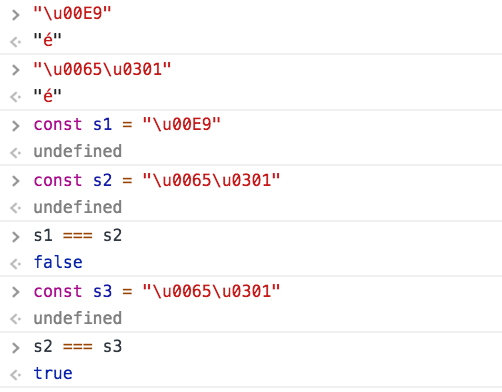 > "\u00E9"
<· "é"
> "\u0065\u0301"
<· "é"
> const s1 = "\u00E9"
<· undefined
> const s2 = "\u0065\u0301"
<· undefined
> s1 === s2
<· false
> const s3 = "\u0065\u0301"
<· undefined
> s2 === s3
<· true